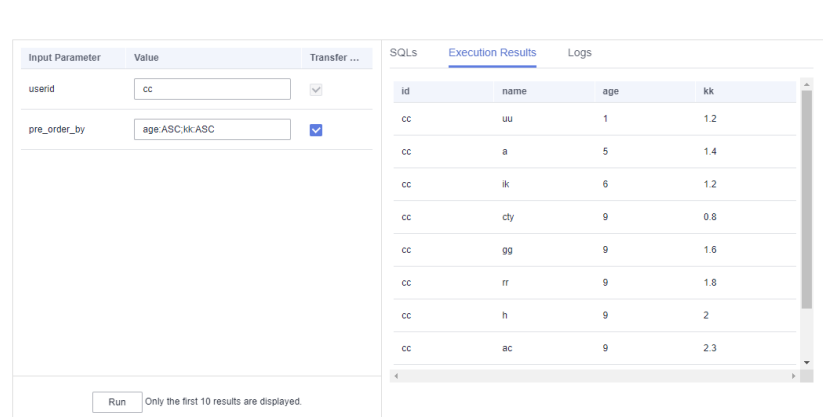 Input Parameter Value Transfer ...
userid cc
pre_order_by age:ASC;kk:ASC
Run Only the first 10 results are displayed.
SQLs Execution Results Logs
id name age kk
cc uu 1 1.2
cc a 5 1.4
cc ik 6 1.2
cc cty 9 0.8
cc gg 9 1.6
cc rr 9 1.8
cc h 9 2
cc ac 9 2.3